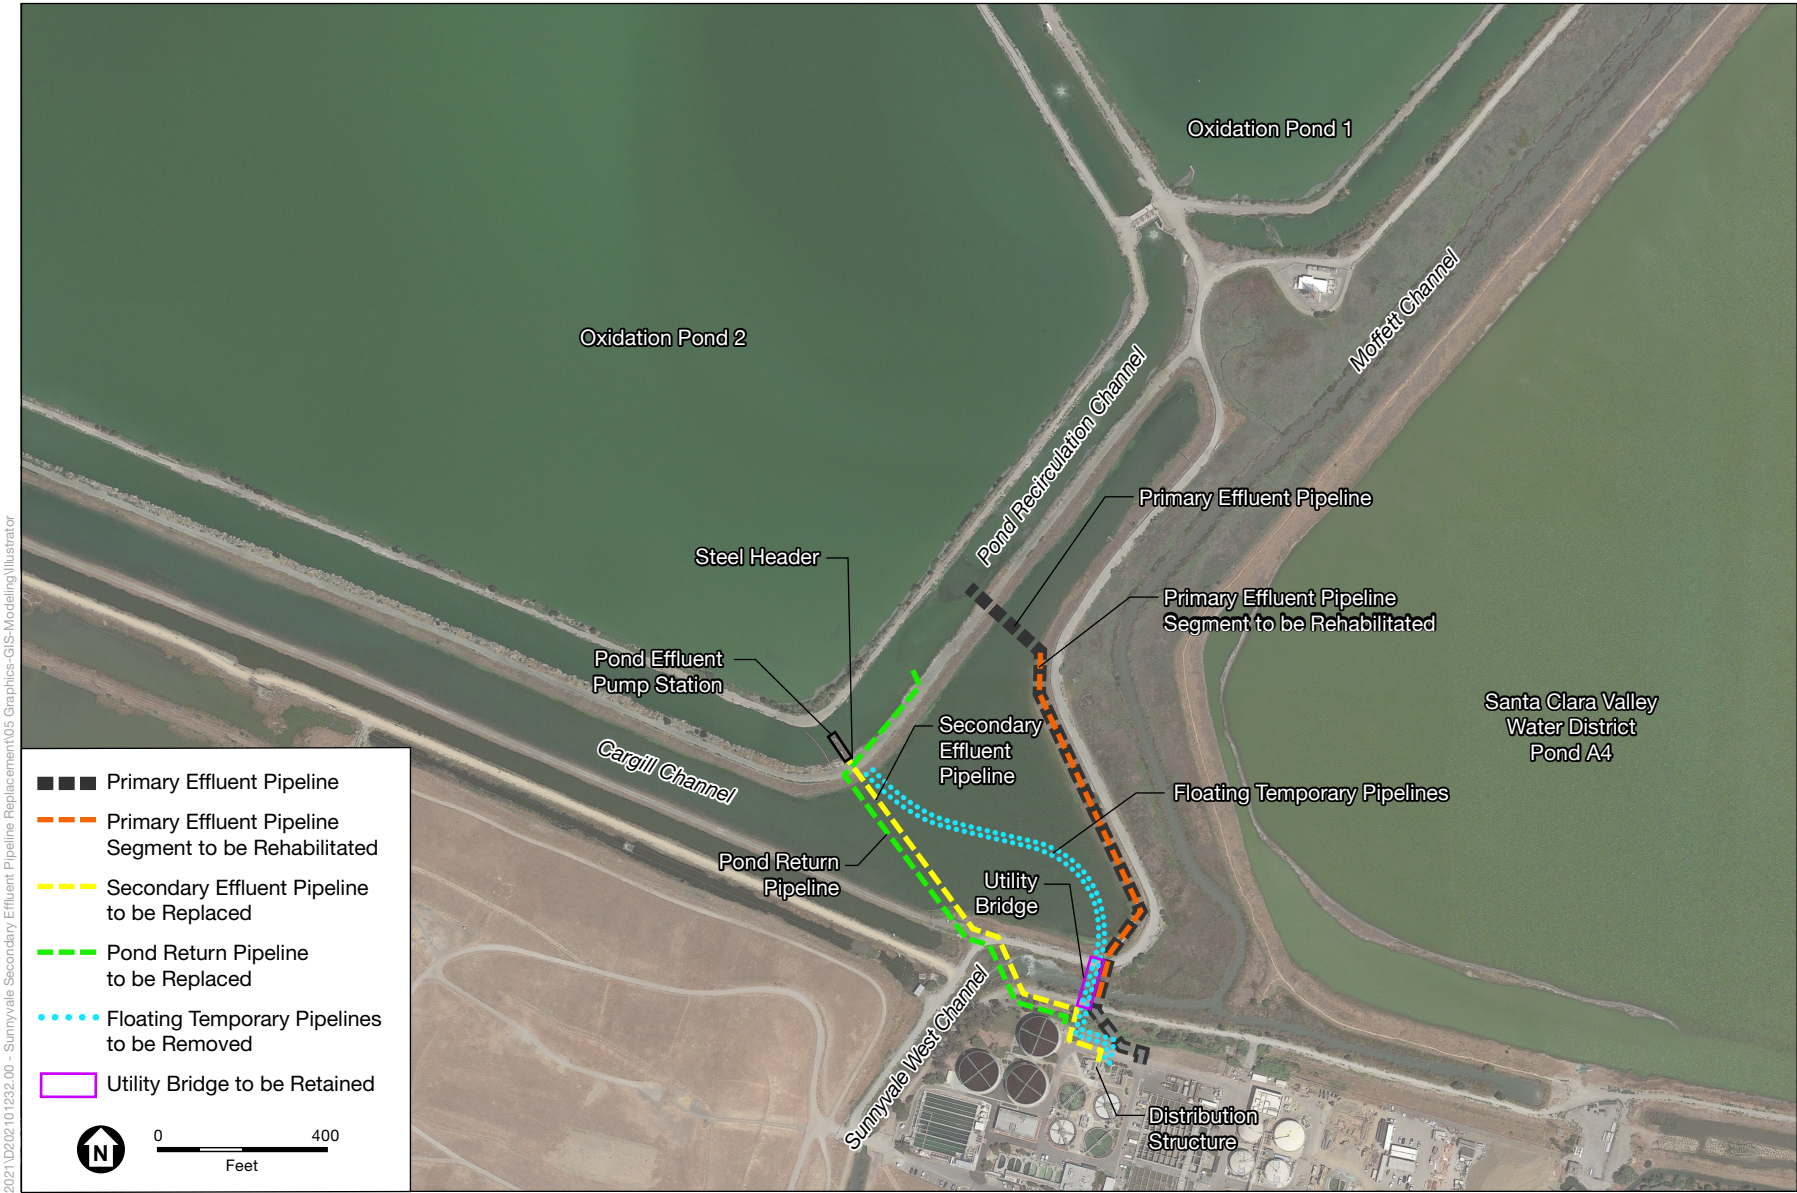 Oxidation Pond 1
Oxidation Pond 2
Moffett Channel
Pond Recirculation Channel
Primary Effluent Pipeline
Steel Header
Primary Effluent Pipeline
Segment to be Rehabilitated
Pond Effluent
Pump Station
Santa Clara Valley
Water District
Pond A4
Secondary
Effluent
Pipeline
Cargill Channel
Floating Temporary Pipelines
Pond Return
Pipeline
Utility
Bridge
Sunnyvale West Channel
Distribution
Structure
Primary Effluent Pipeline
Primary Effluent Pipeline
Segment to be Rehabilitated
Secondary Effluent Pipeline
to be Replaced
Pond Return Pipeline
to be Replaced
Floating Temporary Pipelines
to be Removed
Utility Bridge to be Retained
N
0 400
Feet
2021\D202101232.00 - Sunnyvale Secondary Effluent Pipeline Replacement\05 Graphics-GIS-Modeling\Illustrator